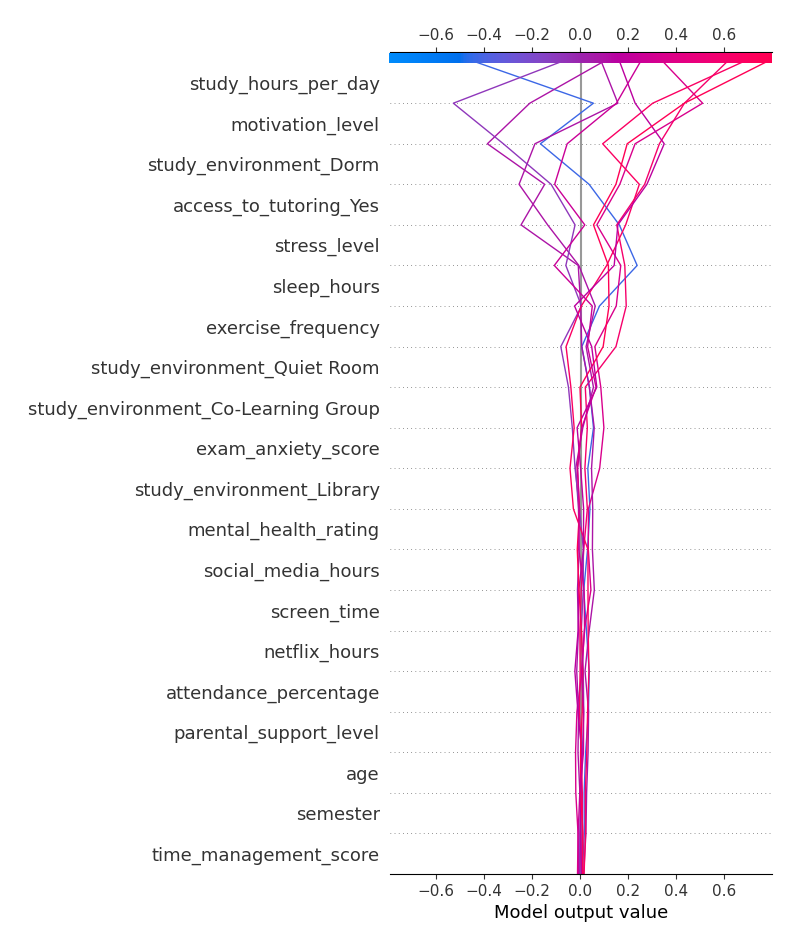 −0.6 −0.4 −0.2 0.0 0.2 0.4 0.6
study_hours_per_day
motivation_level
study_environment_Dorm
access_to_tutoring_Yes
stress_level
sleep_hours
exercise_frequency
study_environment_Quiet Room
study_environment_Co-Learning Group
exam_anxiety_score
study_environment_Library
mental_health_rating
social_media_hours
screen_time
netflix_hours
attendance_percentage
parental_support_level
age
semester
time_management_score
−0.6 −0.4 −0.2 0.0 0.2 0.4 0.6
Model output value